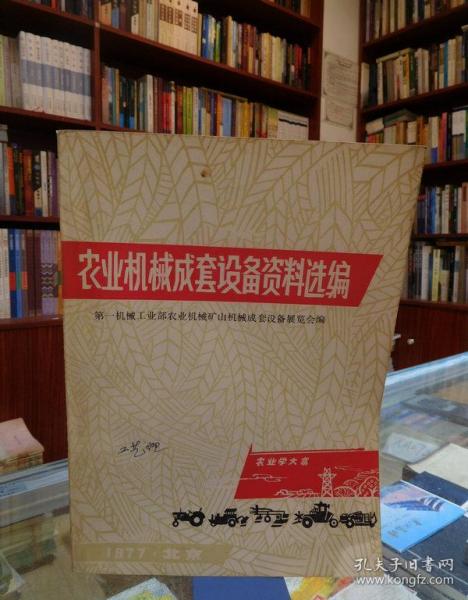 农业机械成套设备资料选编
第一机械工业部农业机械矿山机械成套设备展览会编
农业学大寨
1977·北京
孔夫子旧书网
www.kongfz.com